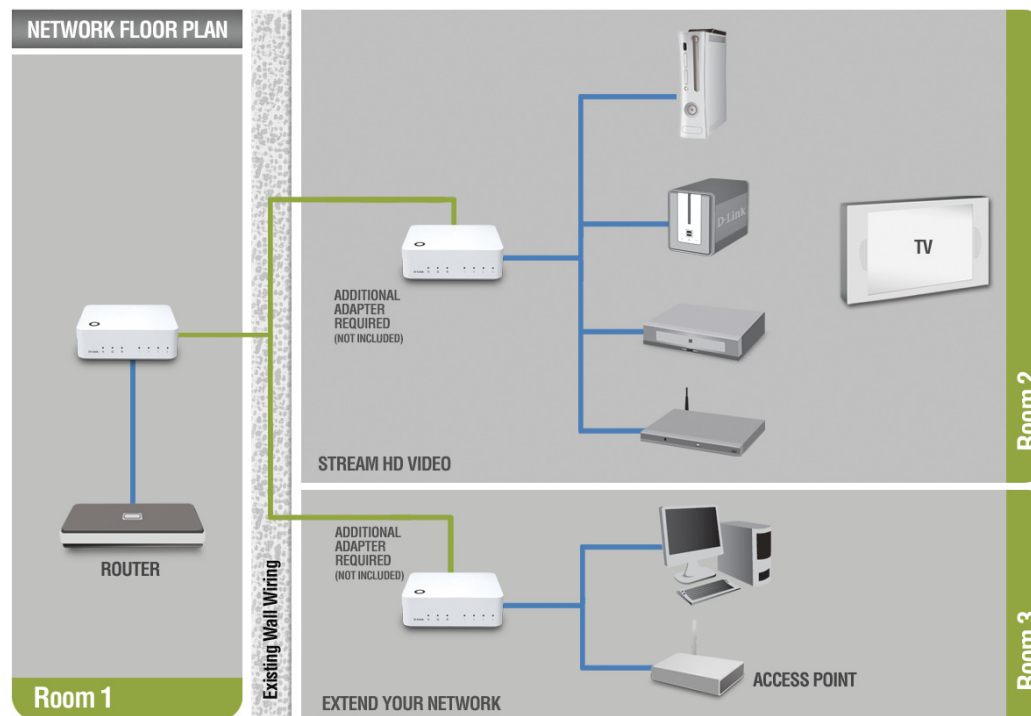 NETWORK FLOOR PLAN
ROUTER
Room 1
Existing Wall Wiring
ADDITIONAL
ADAPTER
REQUIRED
(NOT INCLUDED)
STREAM HD VIDEO
D-Link
TV
Room 2
ADDITIONAL
ADAPTER
REQUIRED
(NOT INCLUDED)
EXTEND YOUR NETWORK
ACCESS POINT
Room 3